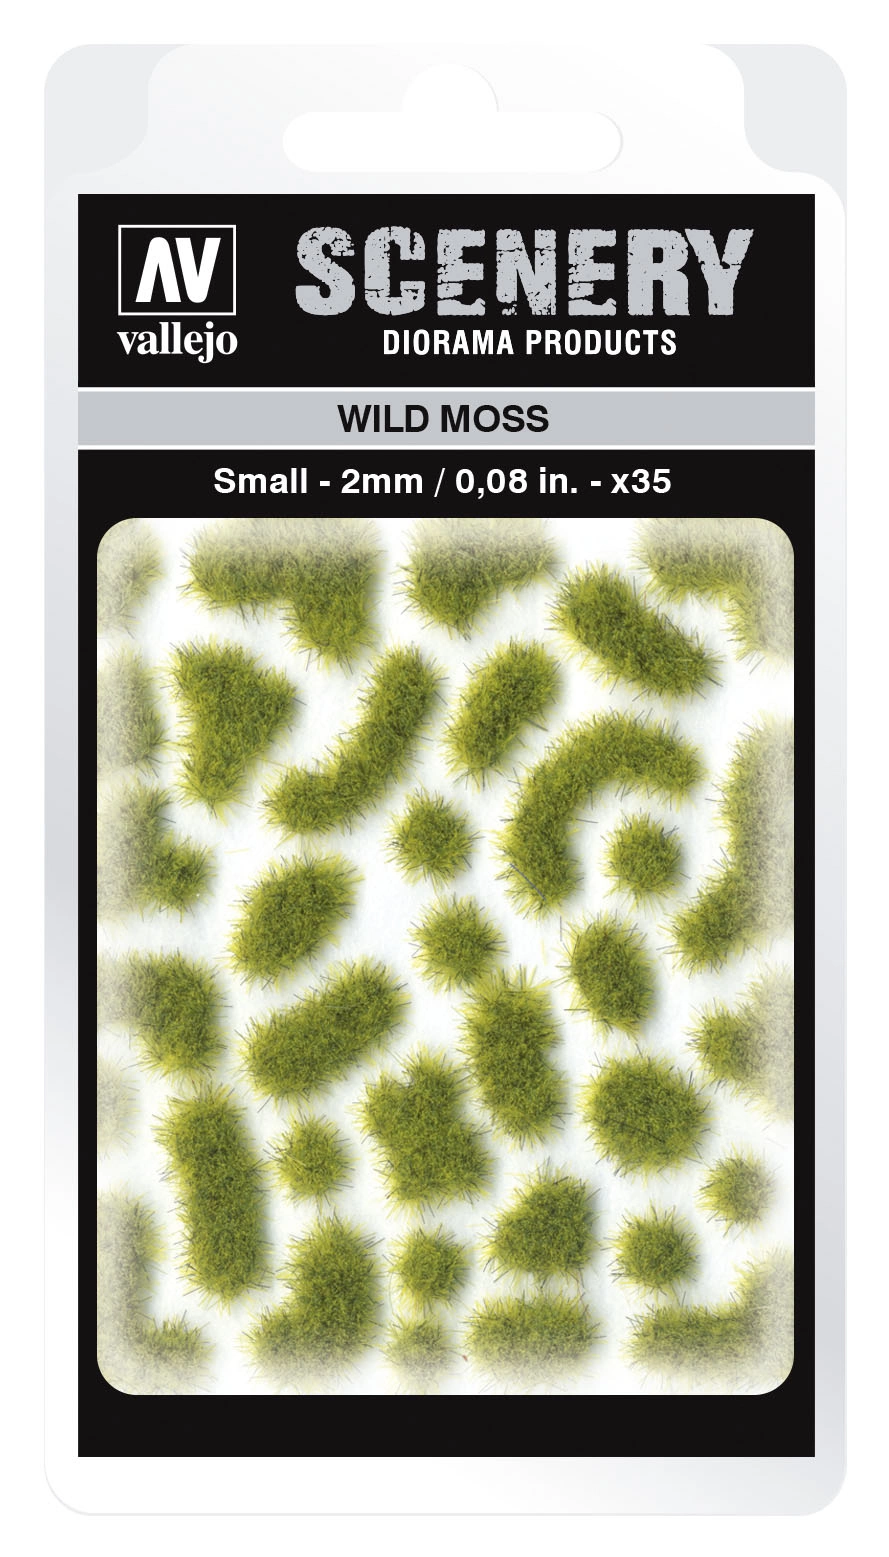 AV
vallejo
SCENERY
DIORAMA PRODUCTS
WILD MOSS
Small - 2mm / 0,08 in. - x35